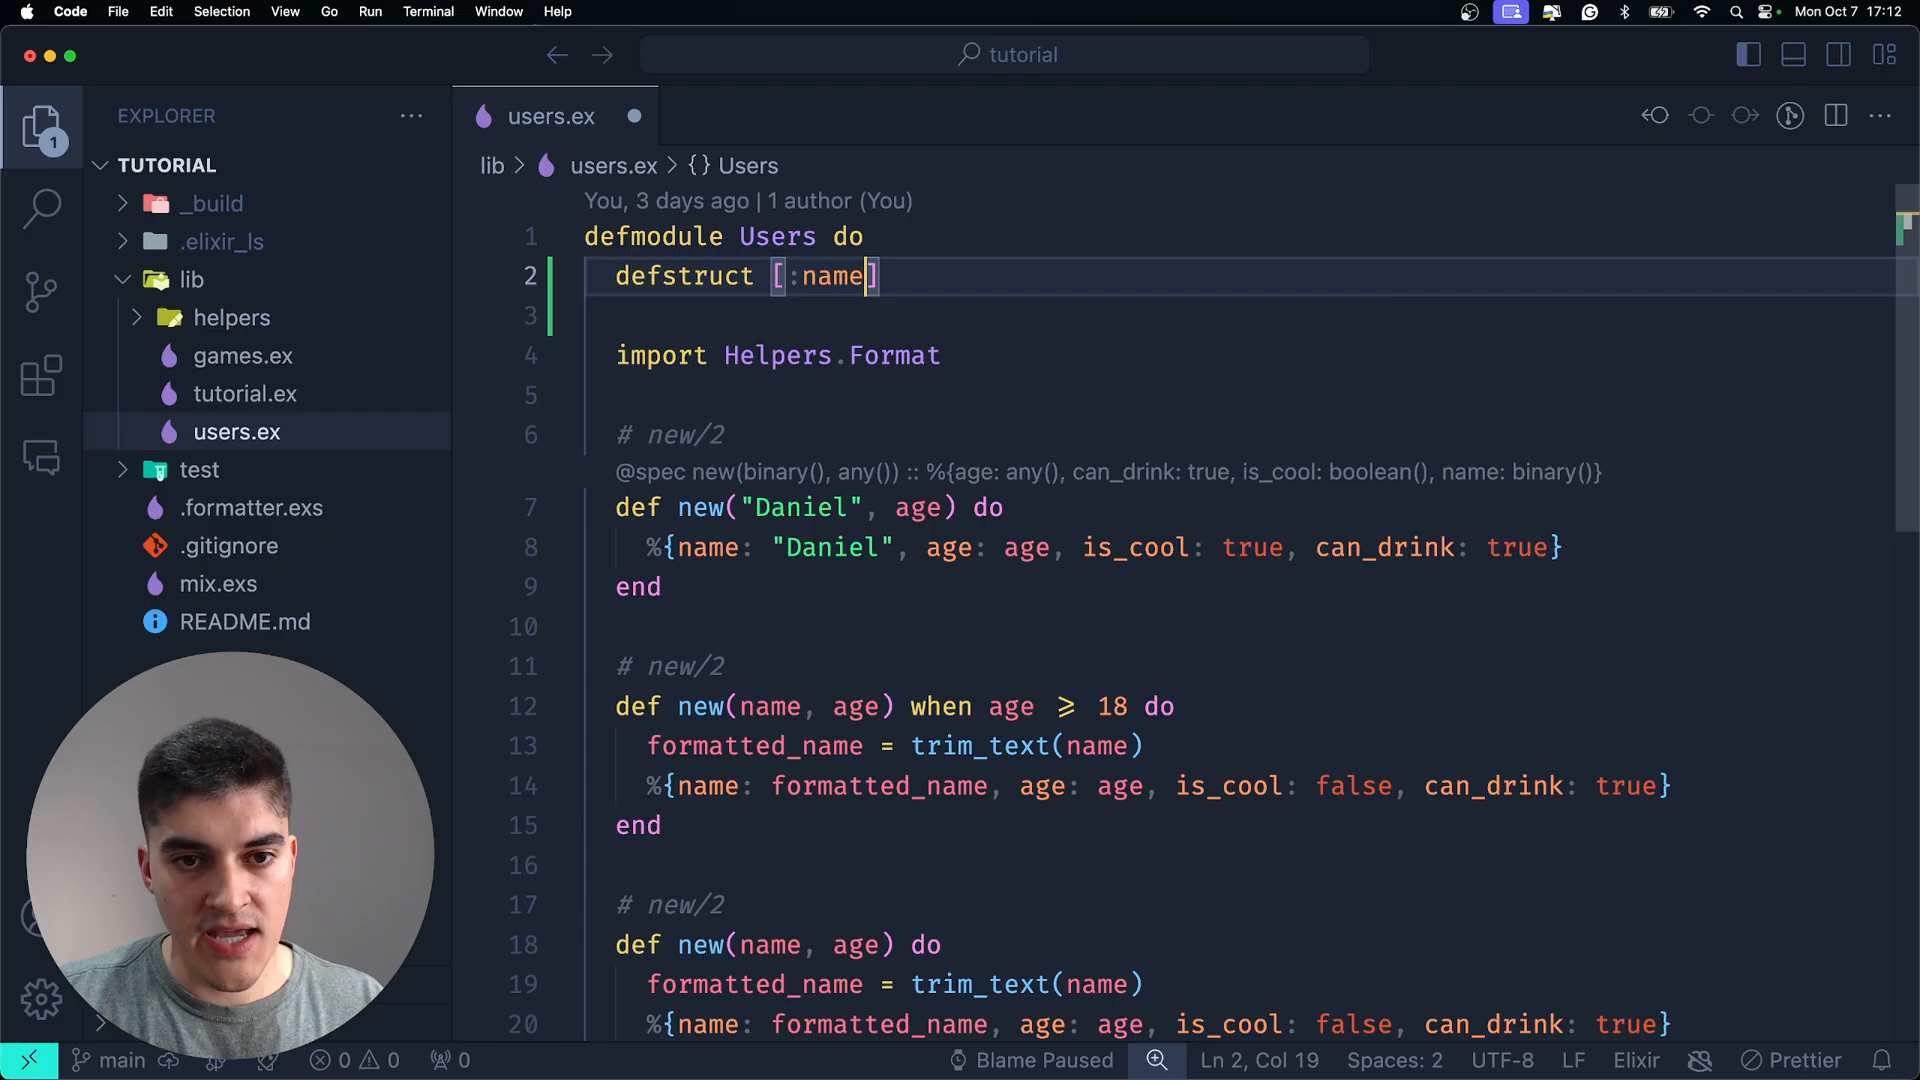 Code File Edit Selection View Go Run Terminal Window Help Mon Oct 7 17:12
tutorial
EXPLORER
1
TUTORIAL
_build
.elixir_ls
lib
helpers
games.ex
tutorial.ex
users.ex
test
.formatter.exs
.gitignore
mix.exs
README.md
users.ex
lib > users.ex > {} Users
You, 3 days ago | 1 author (You)
1 defmodule Users do
2 defstruct [:name]
3
4 import Helpers.Format
5
6 # new/2
@spec new(binary(), any()) :: %{age: any(), can_drink: true, is_cool: boolean(), name: binary()}
7 def new("Daniel", age) do
8 %{name: "Daniel", age: age, is_cool: true, can_drink: true}
9 end
10
11 # new/2
12 def new(name, age) when age >= 18 do
13 formatted_name = trim_text(name)
14 %{name: formatted_name, age: age, is_cool: false, can_drink: true}
15 end
16
17 # new/2
18 def new(name, age) do
19 formatted_name = trim_text(name)
20 %{name: formatted_name, age: age, is_cool: false, can_drink: true}
main 0 0 0 Blame Paused Ln 2, Col 19 Spaces: 2 UTF-8 LF Elixir Prettier